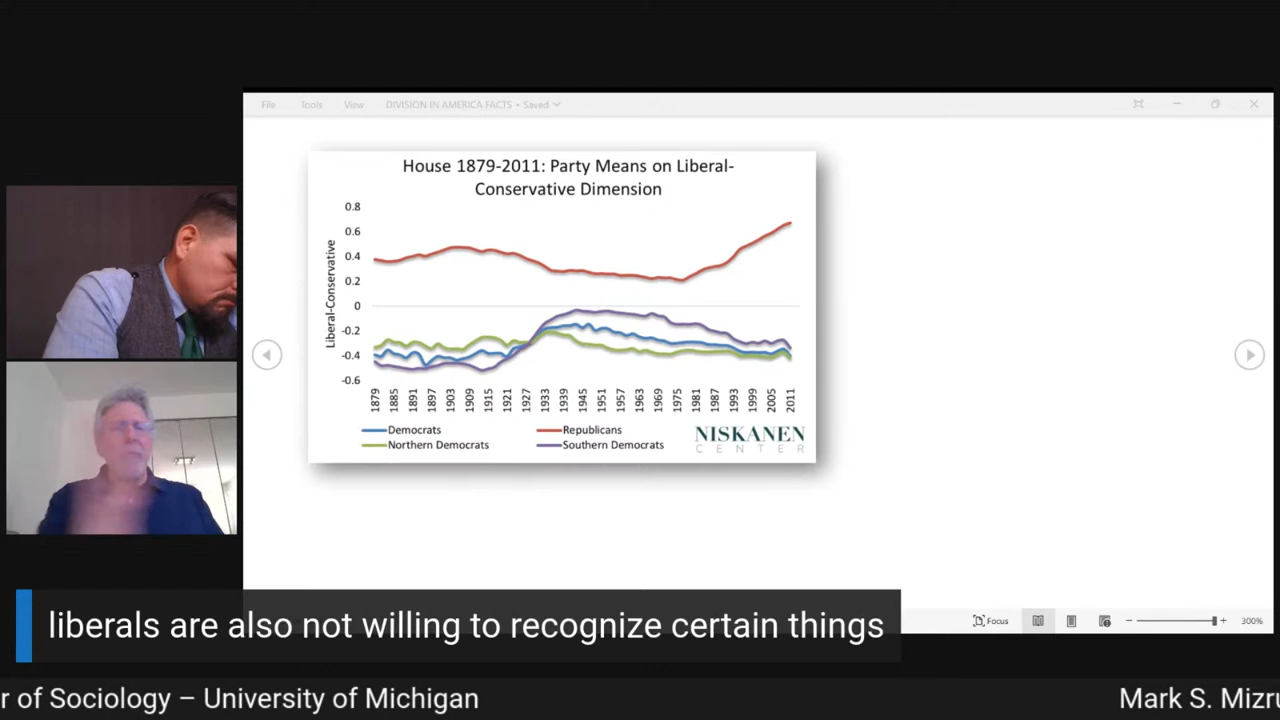 File Tools View DIVISION IN AMERICA FACTS • Saved
House 1879-2011: Party Means on Liberal-
Conservative Dimension
Liberal-Conservative
0.8
0.6
0.4
0.2
0
-0.2
-0.4
-0.6
1879 1885 1891 1897 1903 1909 1915 1921 1927 1933 1939 1945 1951 1957 1963 1969 1975 1981 1987 1993 1999 2005 2011
Democrats Republicans
Northern Democrats Southern Democrats
NISKANEN
CENTER
liberals are also not willing to recognize certain things
Focus 300%
r of Sociology – University of Michigan Mark S. Mizru